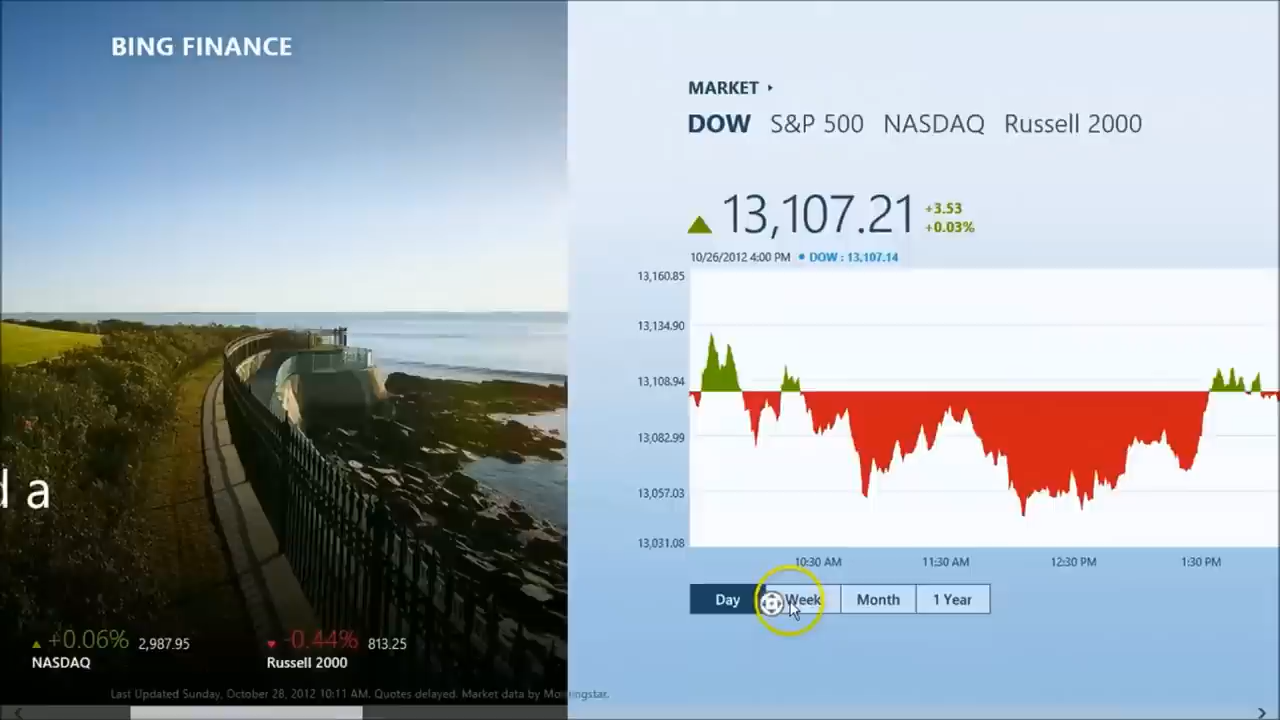 BING FINANCE
d a
+0.06% 2,987.95
NASDAQ
-0.44% 813.25
Russell 2000
Last Updated Sunday, October 28, 2012 10:11 AM. Quotes delayed. Market data by Morningstar.
MARKET
DOW S&P 500 NASDAQ Russell 2000
13,107.21 +3.53
+0.03%
10/26/2012 4:00 PM • DOW : 13,107.14
13,160.85
13,134.90
13,108.94
13,082.99
13,057.03
13,031.08
10:30 AM 11:30 AM 12:30 PM 1:30 PM
Day Week Month 1 Year